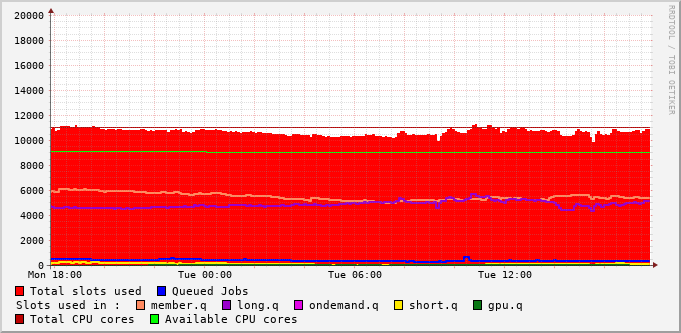 RRDTOOL / TOBI OETIKER
20000
18000
16000
14000
12000
10000
8000
6000
4000
2000
0
Mon 18:00 Tue 00:00 Tue 06:00 Tue 12:00
Total slots used Queued Jobs
Slots used in : member.q long.q ondemand.q short.q gpu.q
Total CPU cores Available CPU cores